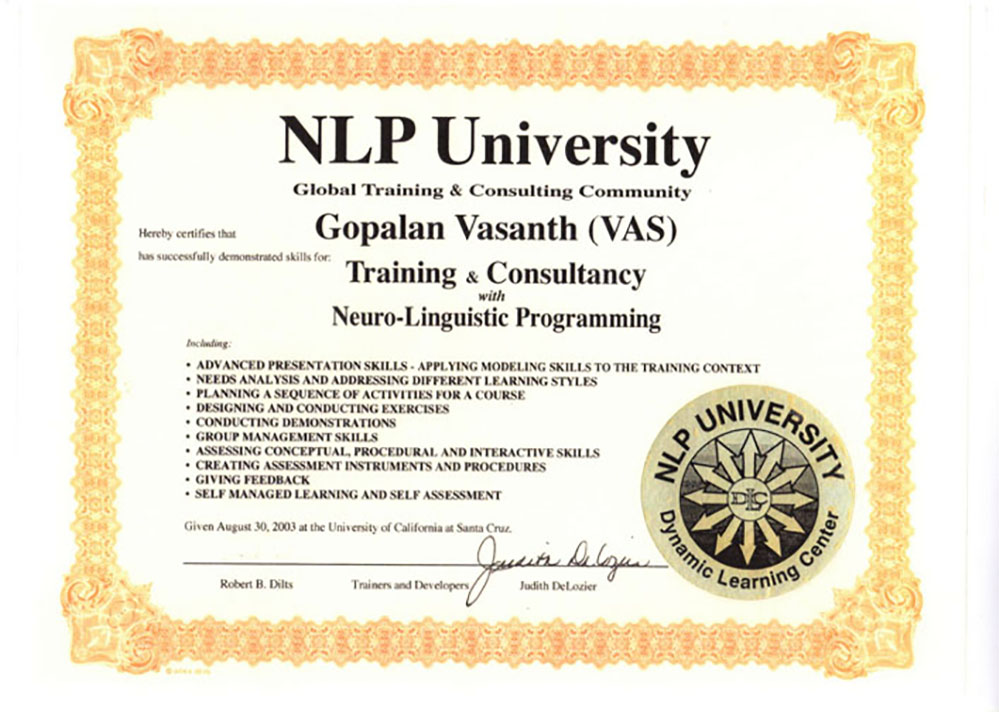 NLP University
Global Training & Consulting Community
Hereby certifies that
Gopalan Vasanth (VAS)
has successfully demonstrated skills for:
Training & Consultancy
with
Neuro-Linguistic Programming
Including:
• ADVANCED PRESENTATION SKILLS - APPLYING MODELING SKILLS TO THE TRAINING CONTEXT
• NEEDS ANALYSIS AND ADDRESSING DIFFERENT LEARNING STYLES
• PLANNING A SEQUENCE OF ACTIVITIES FOR A COURSE
• DESIGNING AND CONDUCTING EXERCISES
• CONDUCTING DEMONSTRATIONS
• GROUP MANAGEMENT SKILLS
• ASSESSING CONCEPTUAL, PROCEDURAL AND INTERACTIVE SKILLS
• CREATING ASSESSMENT INSTRUMENTS AND PROCEDURES
• GIVING FEEDBACK
• SELF MANAGED LEARNING AND SELF ASSESSMENT
NLP UNIVERSITY
DLC
Dynamic Learning Center
Given August 30, 2003 at the University of California at Santa Cruz.
Judith DeLozier
Robert B. Dilts Trainers and Developers Judith DeLozier